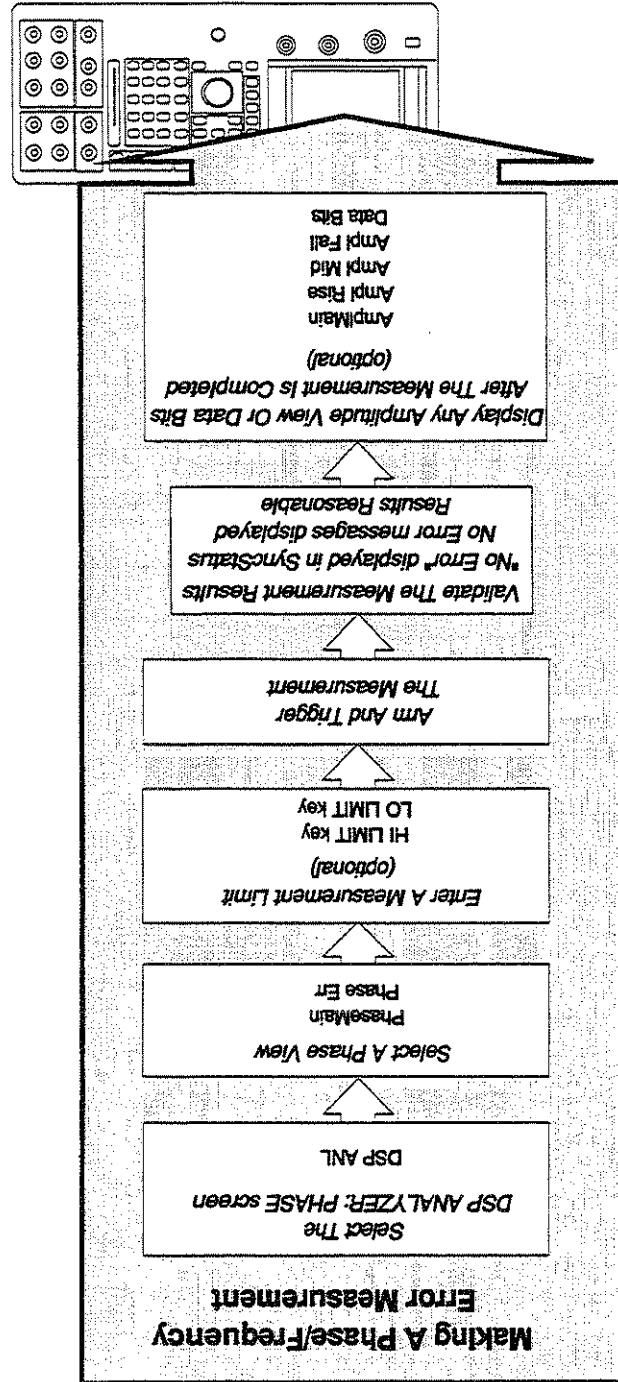 Making A Phase/Frequency
Error Measurement
Select The
DSP ANALYZER: PHASE screen
DSP ANL
Select A Phase View
PhaseMain
Phase Err
Enter A Measurement Limit
(optional)
HI LIMIT key
LO LIMIT key
Arm And Trigger
The Measurement
Validate The Measurement Results
"No Error" displayed in SyncStatus
No Error messages displayed
Results Reasonable
Display Any Amplitude View Or Data Bits
After The Measurement Is Completed
(optional)
AmplMain
Ampl Rise
Ampl Mid
Ampl Fall
Data Bits